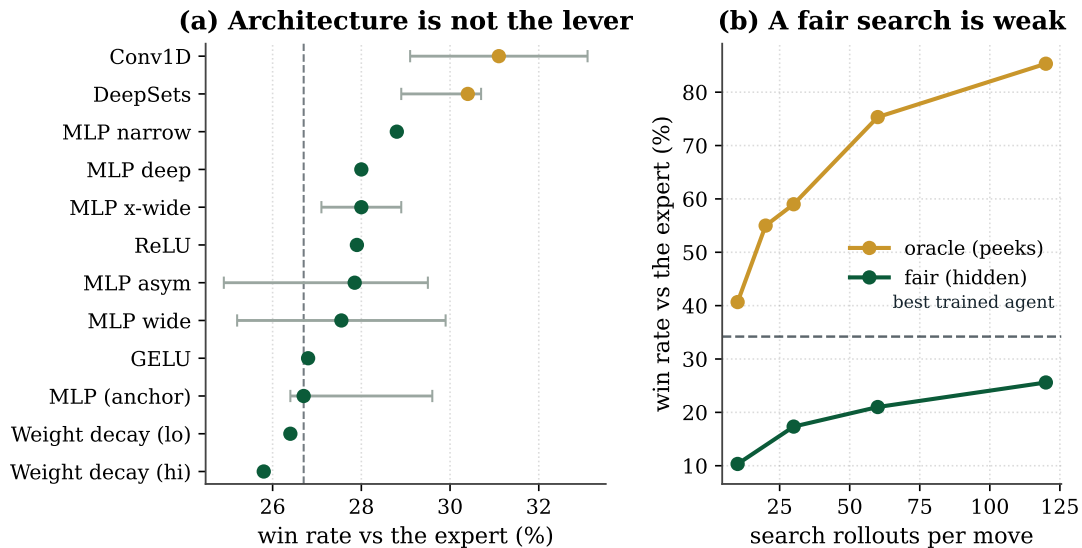 (a) Architecture is not the lever
Conv1D
DeepSets
MLP narrow
MLP deep
MLP x-wide
ReLU
MLP asym
MLP wide
GELU
MLP (anchor)
Weight decay (lo)
Weight decay (hi)
26 28 30 32
win rate vs the expert (%)
(b) A fair search is weak
win rate vs the expert (%)
80
70
60
50
40
30
20
10
oracle (peeks)
fair (hidden)
best trained agent
25 50 75 100 125
search rollouts per move